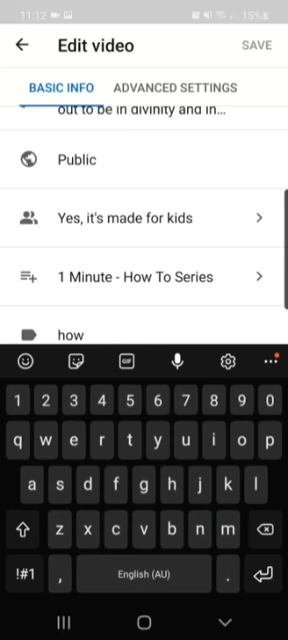 11:12 15%
Edit video SAVE
BASIC INFO ADVANCED SETTINGS
out to be in divinity and in...
Public
Yes, it's made for kids
1 Minute - How To Series
how
GIF
1 2 3 4 5 6 7 8 9 0
q w e r t y u i o p
a s d f g h j k l
z x c v b n m
!#1 , English (AU) .